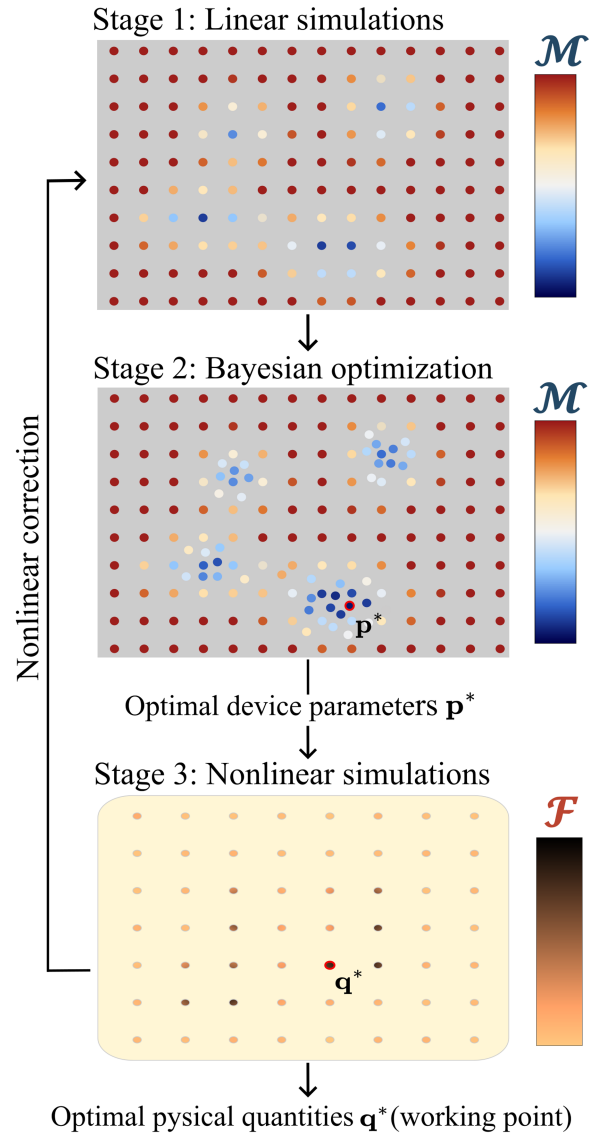 Stage 1: Linear simulations
ℳ
Stage 2: Bayesian optimization
ℳ
Nonlinear correction
p*
Optimal device parameters p*
Stage 3: Nonlinear simulations
ℱ
q*
Optimal pysical quantities q* (working point)